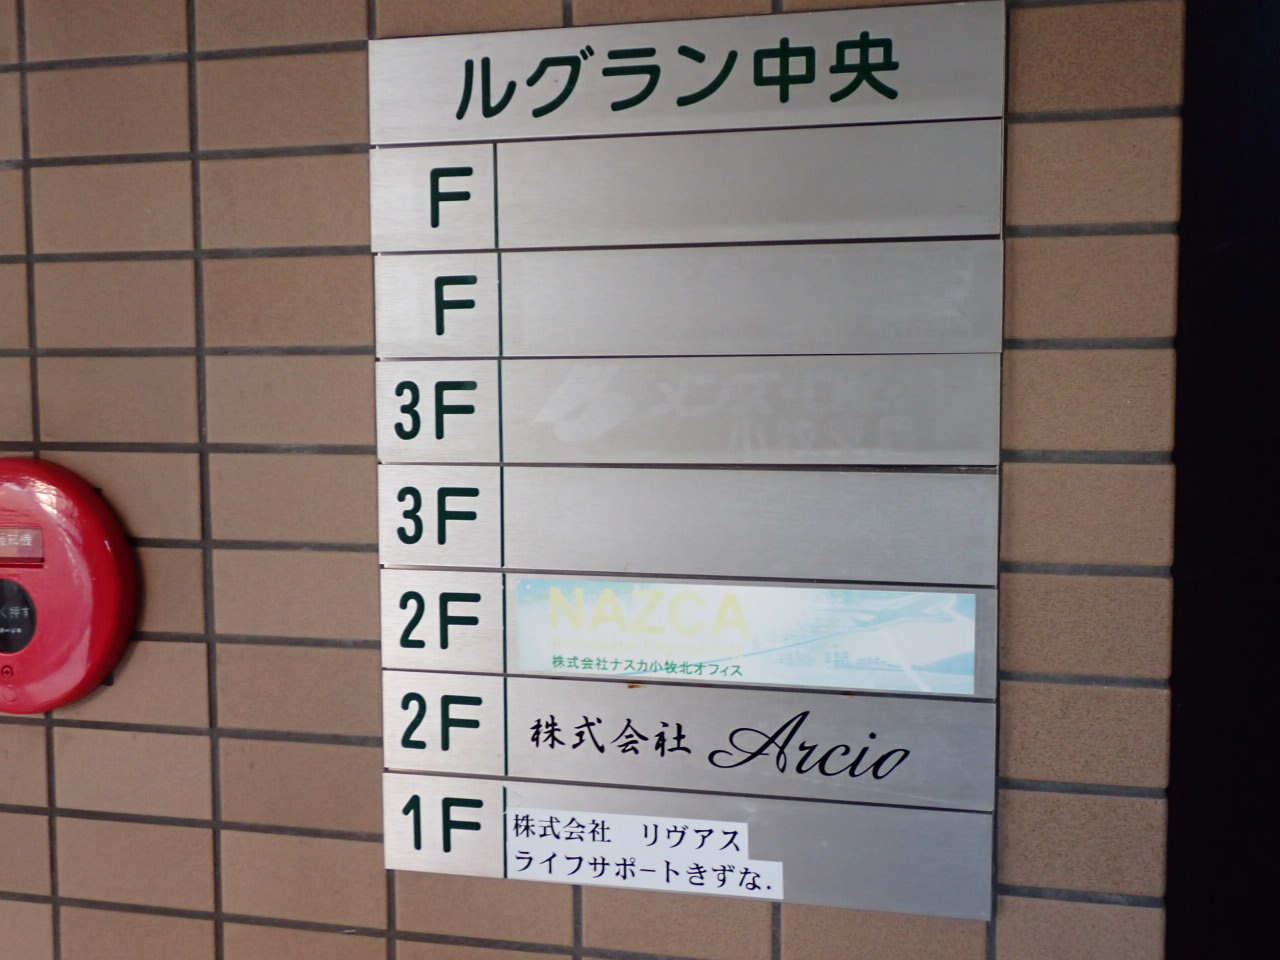 ルグラン中央
F
F
3F
3F
2F
NAZCA
株式会社ナスカ小牧北オフィス
2F
株式会社 Arcio
1F
株式会社 リヴアス
ライフサポートきずな.